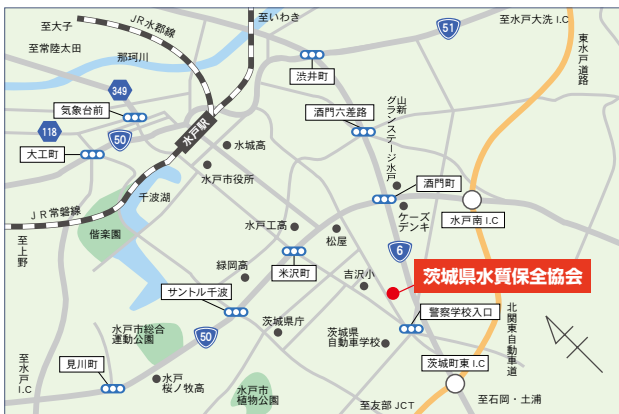 至大子
JR水郡線
至いわき
至水戸大洗 I.C
51
至常陸太田
那珂川
東水戸道路
渋井町
349
気象台前
118
50
水戸駅
酒門六差路
山新
グランステージ水戸
大工町
水城高
水戸市役所
酒門町
千波湖
水戸南 I.C
JR常磐線
偕楽園
水戸工高
松屋
ケーズ
デンキ
至上野
6
米沢町
緑岡高
吉沢小
茨城県水質保全協会
サントル千波
警察学校入口
茨城県庁
茨城県
自動車学校
北関東自動車道
水戸市総合
運動公園
50
見川町
茨城町東 I.C
至水戸I.C
水戸
桜ノ牧高
水戸市
植物公園
至友部 JCT
至石岡・土浦